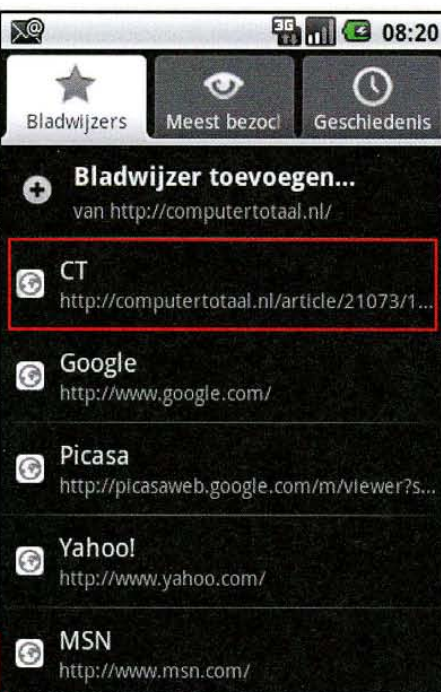 3G 08:20
Bladwijzers Meest bezocl Geschiedenis
Bladwijzer toevoegen...
van http://computertotaal.nl/
CT
http://computertotaal.nl/article/21073/1...
Google
http://www.google.com/
Picasa
http://picasaweb.google.com/m/viewer?s...
Yahoo!
http://www.yahoo.com/
MSN
http://www.msn.com/